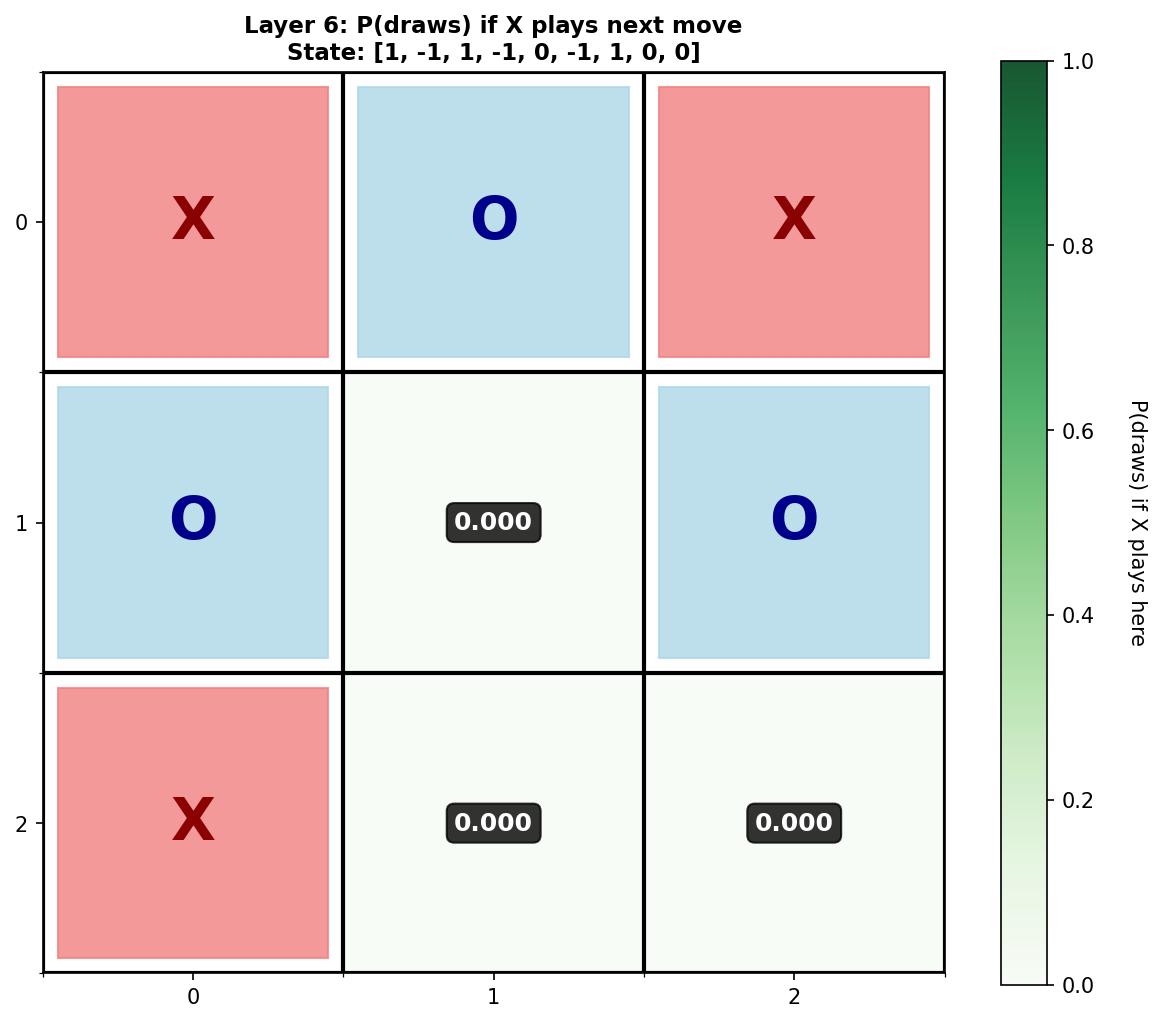 Layer 6: P(draws) if X plays next move
State: [1, -1, 1, -1, 0, -1, 1, 0, 0]
X O X
O 0.000 O
X 0.000 0.000
0
1
2
0 1 2
1.0
0.8
0.6
0.4
0.2
0.0
P(draws) if X plays here